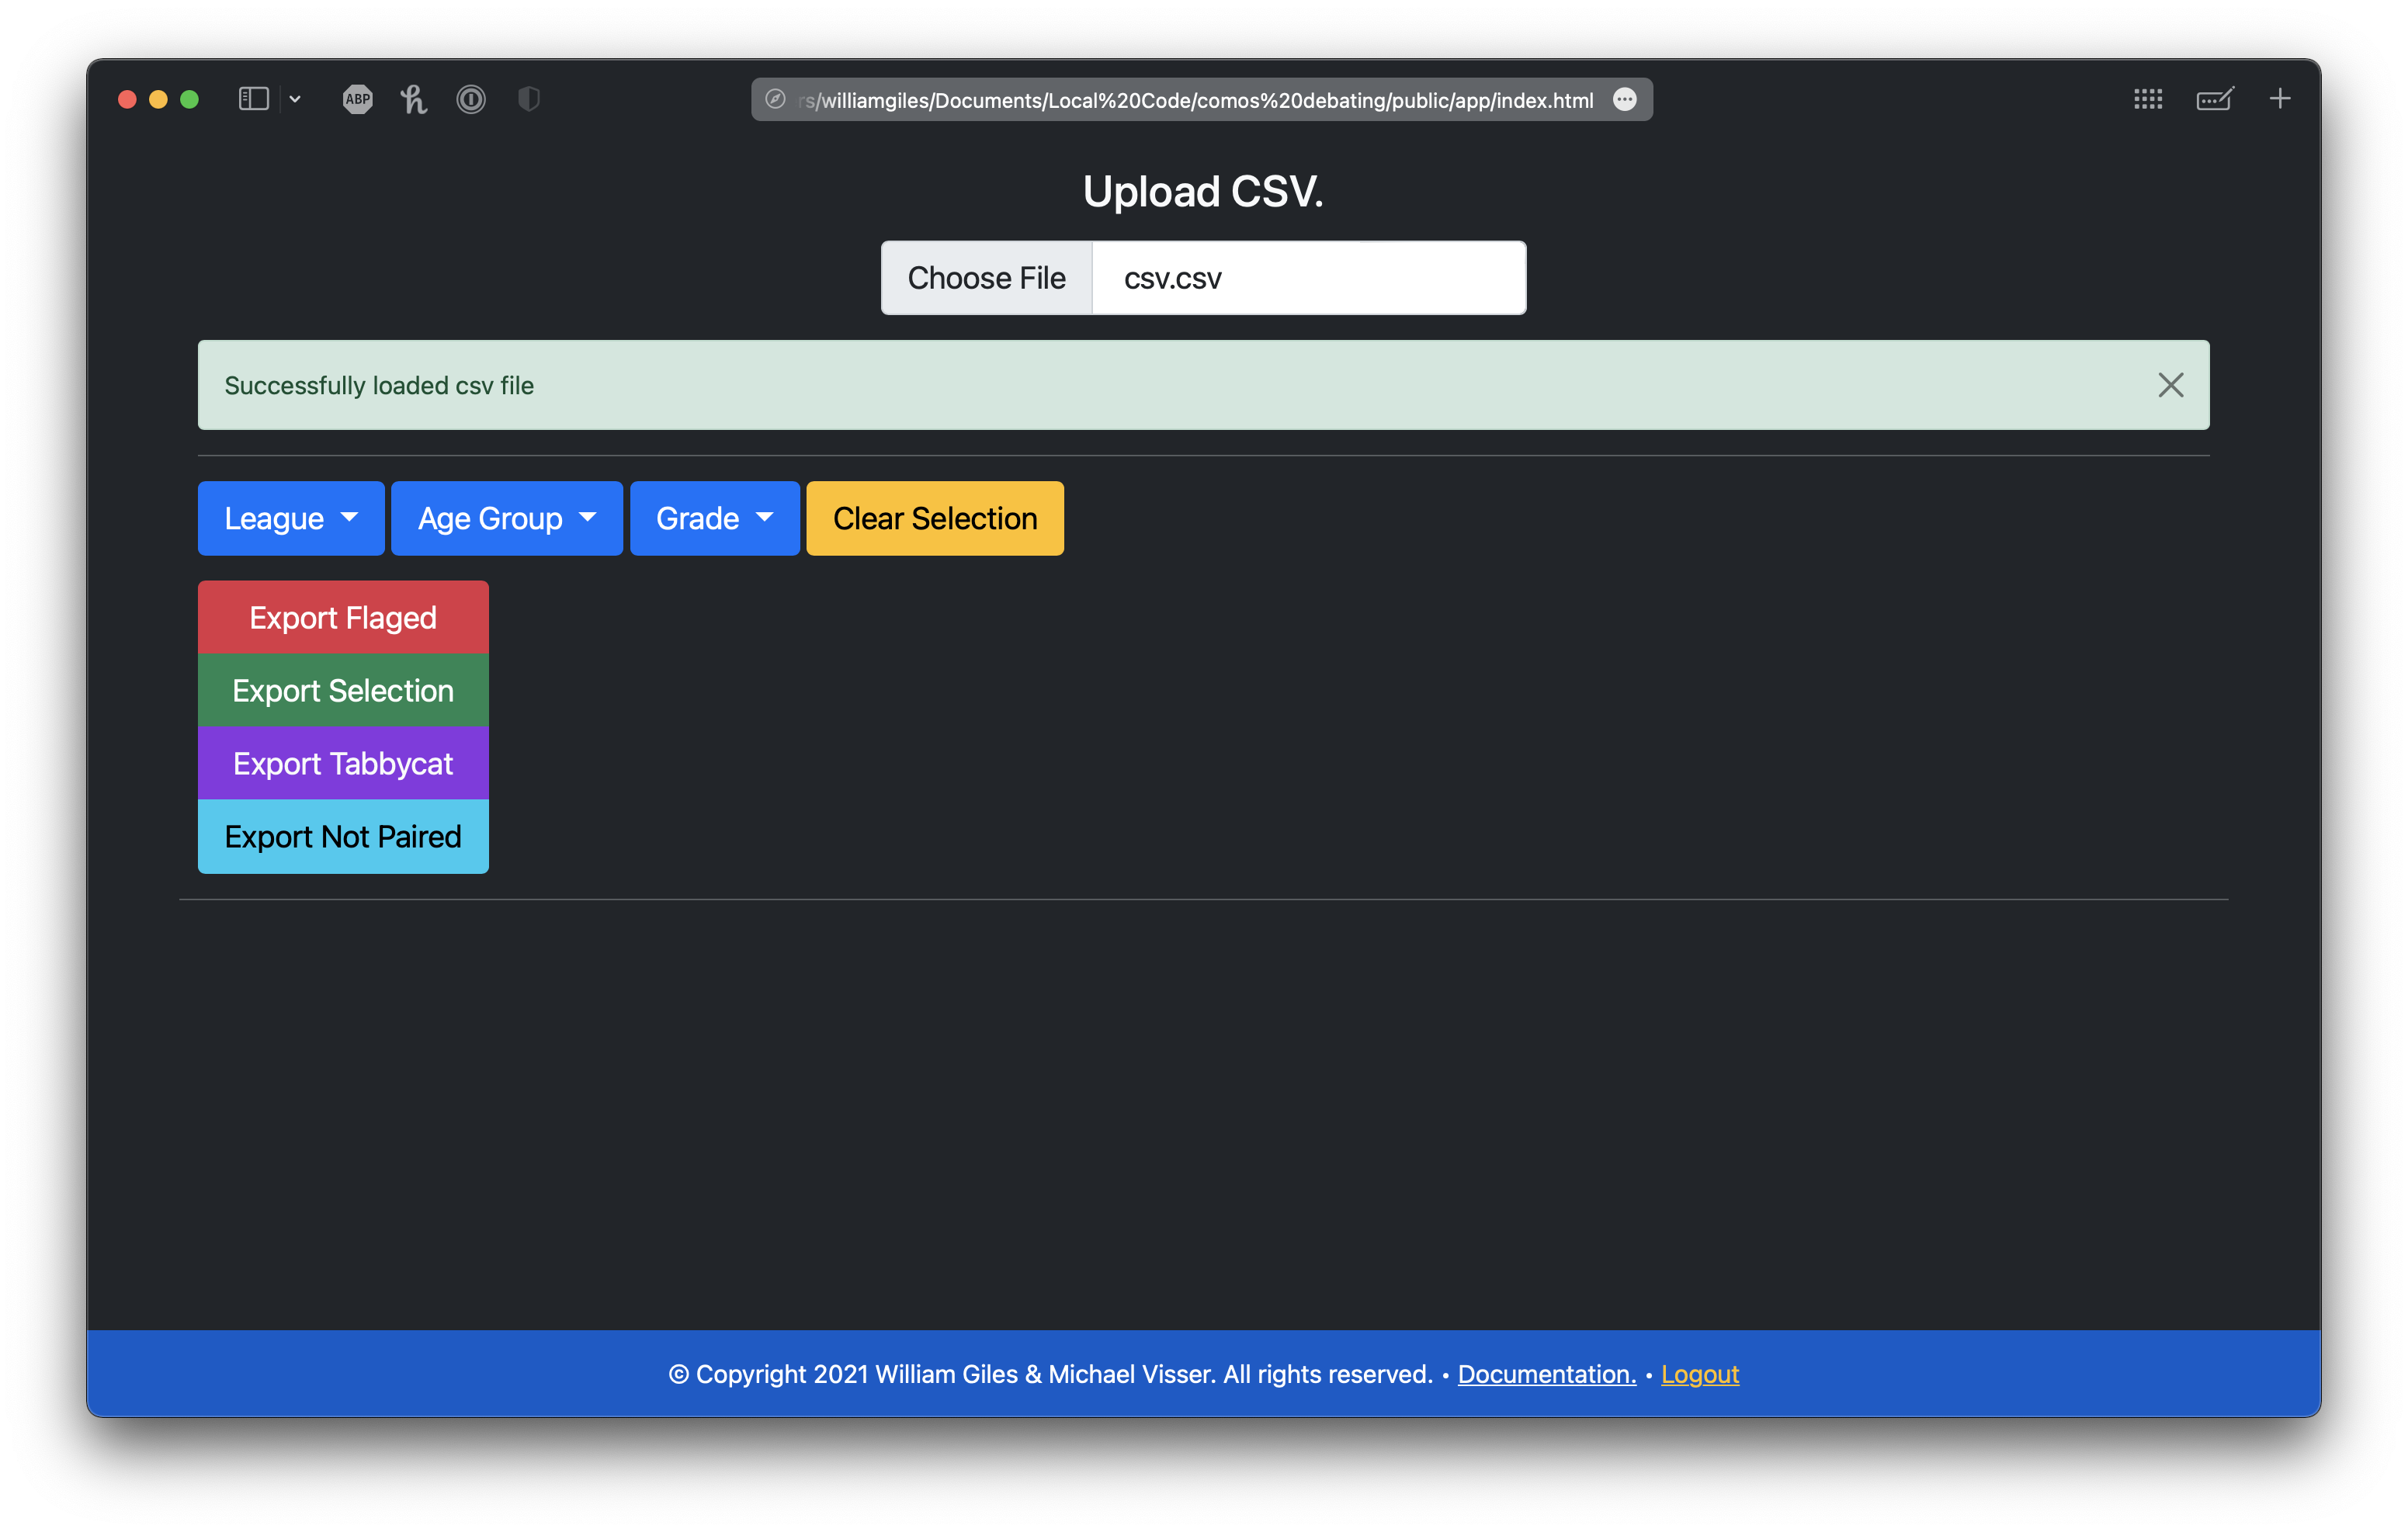 ABP
rs/williamgiles/Documents/Local%20Code/comos%20debating/public/app/index.html
Upload CSV.
Choose File csv.csv
Successfully loaded csv file
League Age Group Grade Clear Selection
Export Flaged
Export Selection
Export Tabbycat
Export Not Paired
© Copyright 2021 William Giles & Michael Visser. All rights reserved. • Documentation. • Logout